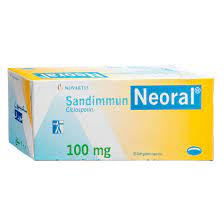 NOVARTIS
Sandimmun Neoral®
Ciclosporin
100 mg